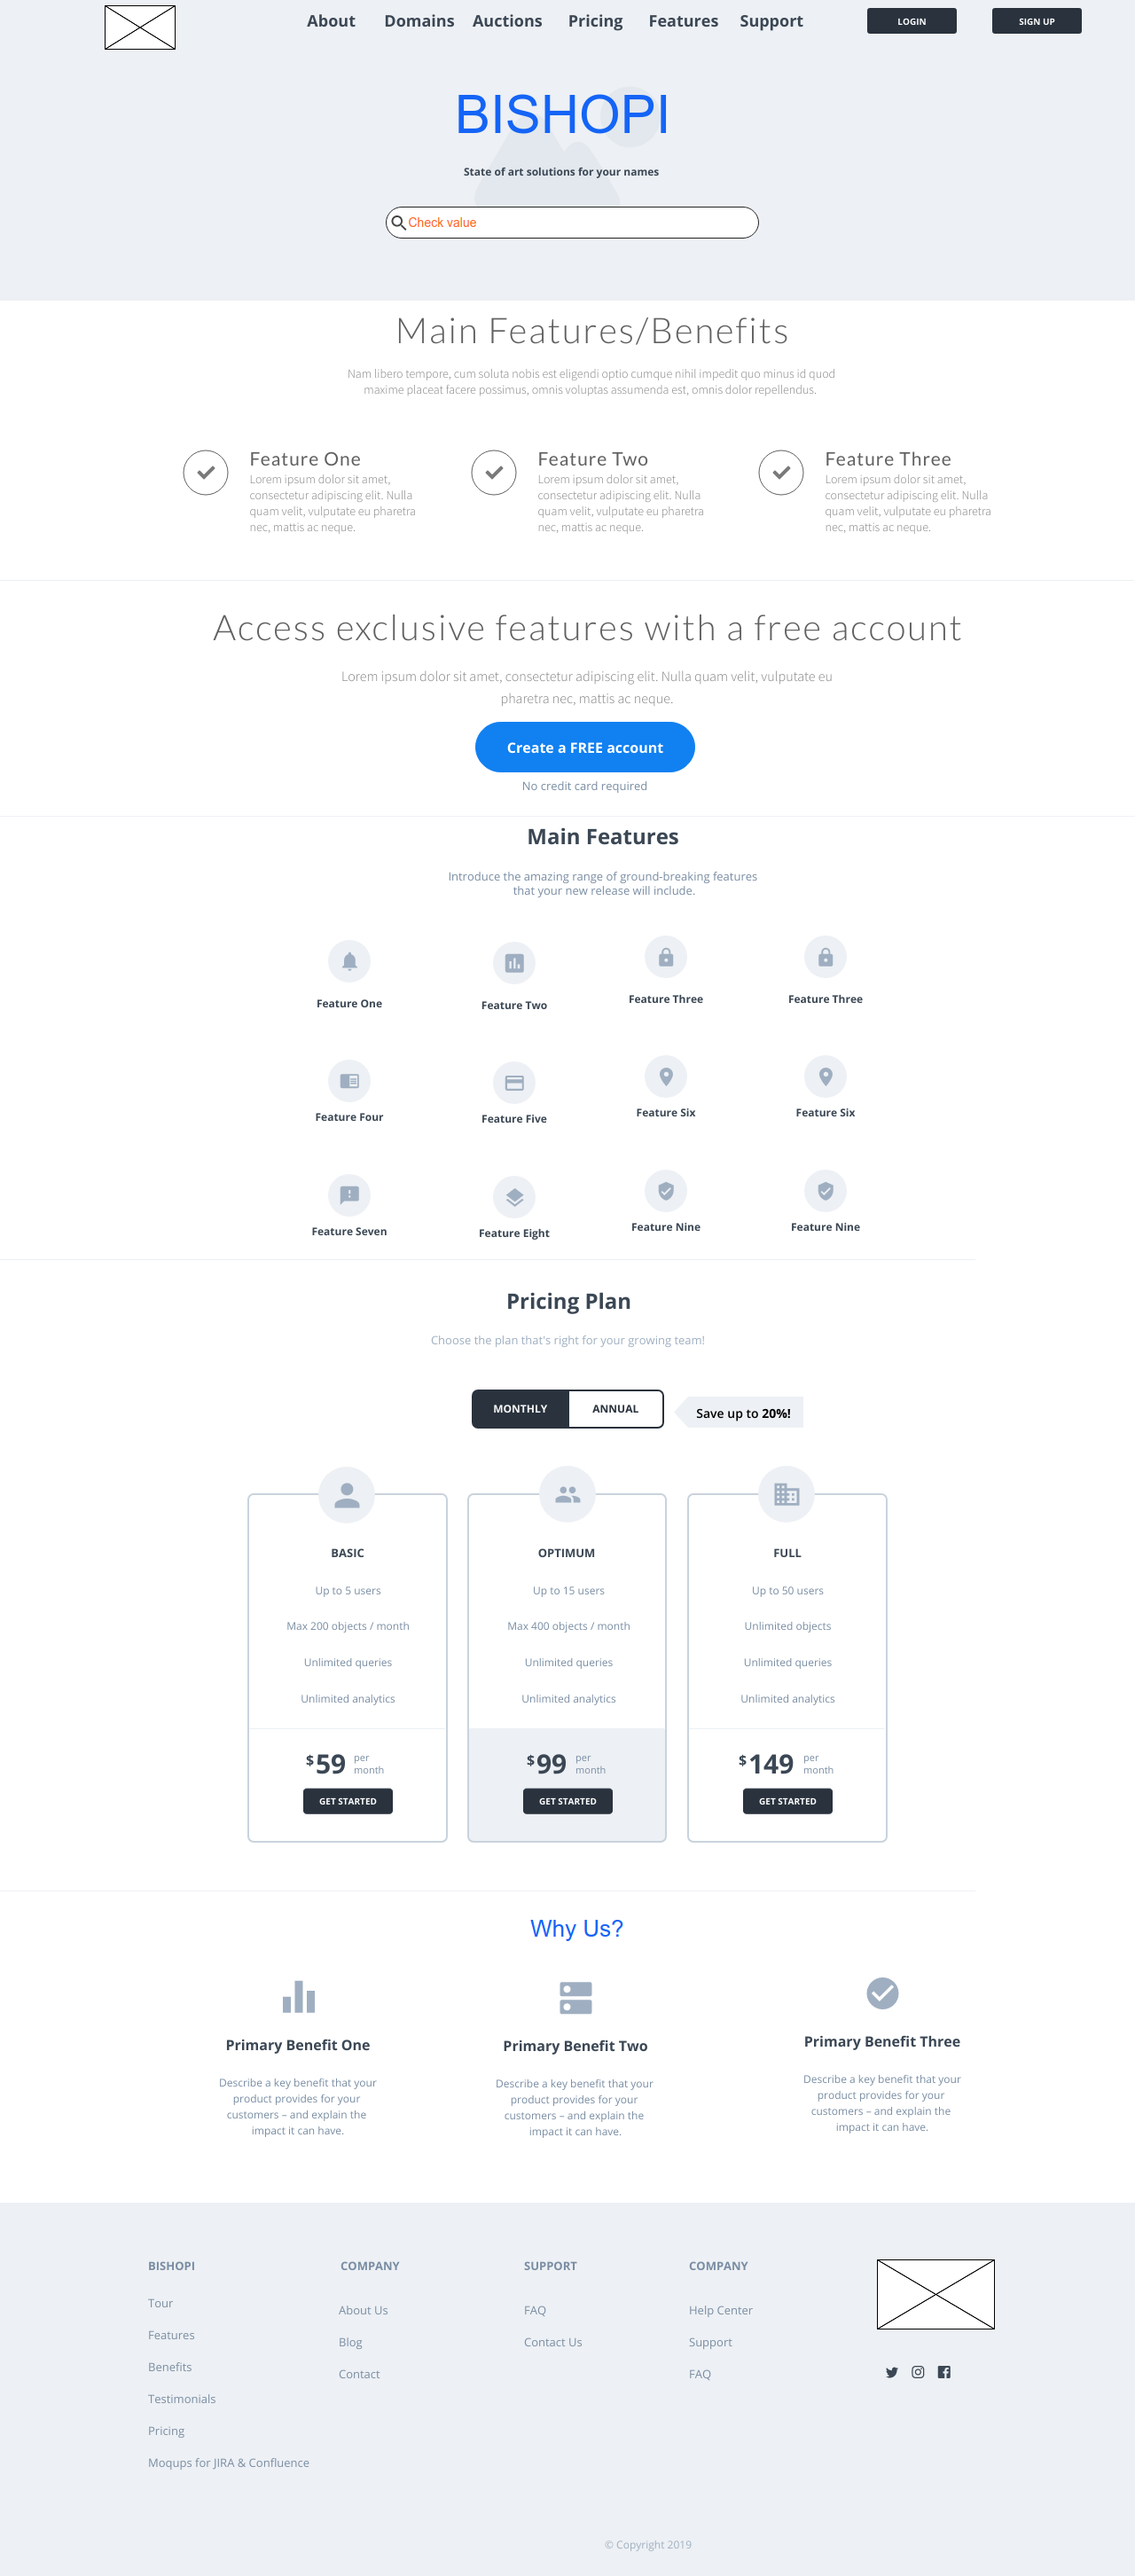 About Domains Auctions Pricing Features Support LOGIN SIGN UP
BISHOPI
State of art solutions for your names
Check value
Main Features/Benefits
Nam libero tempore, cum soluta nobis est eligendi optio cumque nihil impedit quo minus id quod
maxime placeat facere possimus, omnis voluptas assumenda est, omnis dolor repellendus.
Feature One
Lorem ipsum dolor sit amet,
consectetur adipiscing elit. Nulla
quam velit, vulputate eu pharetra
nec, mattis ac neque.
Feature Two
Lorem ipsum dolor sit amet,
consectetur adipiscing elit. Nulla
quam velit, vulputate eu pharetra
nec, mattis ac neque.
Feature Three
Lorem ipsum dolor sit amet,
consectetur adipiscing elit. Nulla
quam velit, vulputate eu pharetra
nec, mattis ac neque.
Access exclusive features with a free account
Lorem ipsum dolor sit amet, consectetur adipiscing elit. Nulla quam velit, vulputate eu
pharetra nec, mattis ac neque.
Create a FREE account
No credit card required
Main Features
Introduce the amazing range of ground-breaking features
that your new release will include.
Feature One
Feature Two
Feature Three
Feature Three
Feature Four
Feature Five
Feature Six
Feature Six
Feature Seven
Feature Eight
Feature Nine
Feature Nine
Pricing Plan
Choose the plan that's right for your growing team!
MONTHLY
ANNUAL
Save up to 20%!
BASIC
Up to 5 users
Max 200 objects / month
Unlimited queries
Unlimited analytics
$59 per
month
GET STARTED
OPTIMUM
Up to 15 users
Max 400 objects / month
Unlimited queries
Unlimited analytics
$99 per
month
GET STARTED
FULL
Up to 50 users
Unlimited objects
Unlimited queries
Unlimited analytics
$149 per
month
GET STARTED
Why Us?
Primary Benefit One
Describe a key benefit that your
product provides for your
customers – and explain the
impact it can have.
Primary Benefit Two
Describe a key benefit that your
product provides for your
customers – and explain the
impact it can have.
Primary Benefit Three
Describe a key benefit that your
product provides for your
customers – and explain the
impact it can have.
BISHOPI
Tour
Features
Benefits
Testimonials
Pricing
Moqups for JIRA & Confluence
COMPANY
About Us
Blog
Contact
SUPPORT
FAQ
Contact Us
COMPANY
Help Center
Support
FAQ
© Copyright 2019